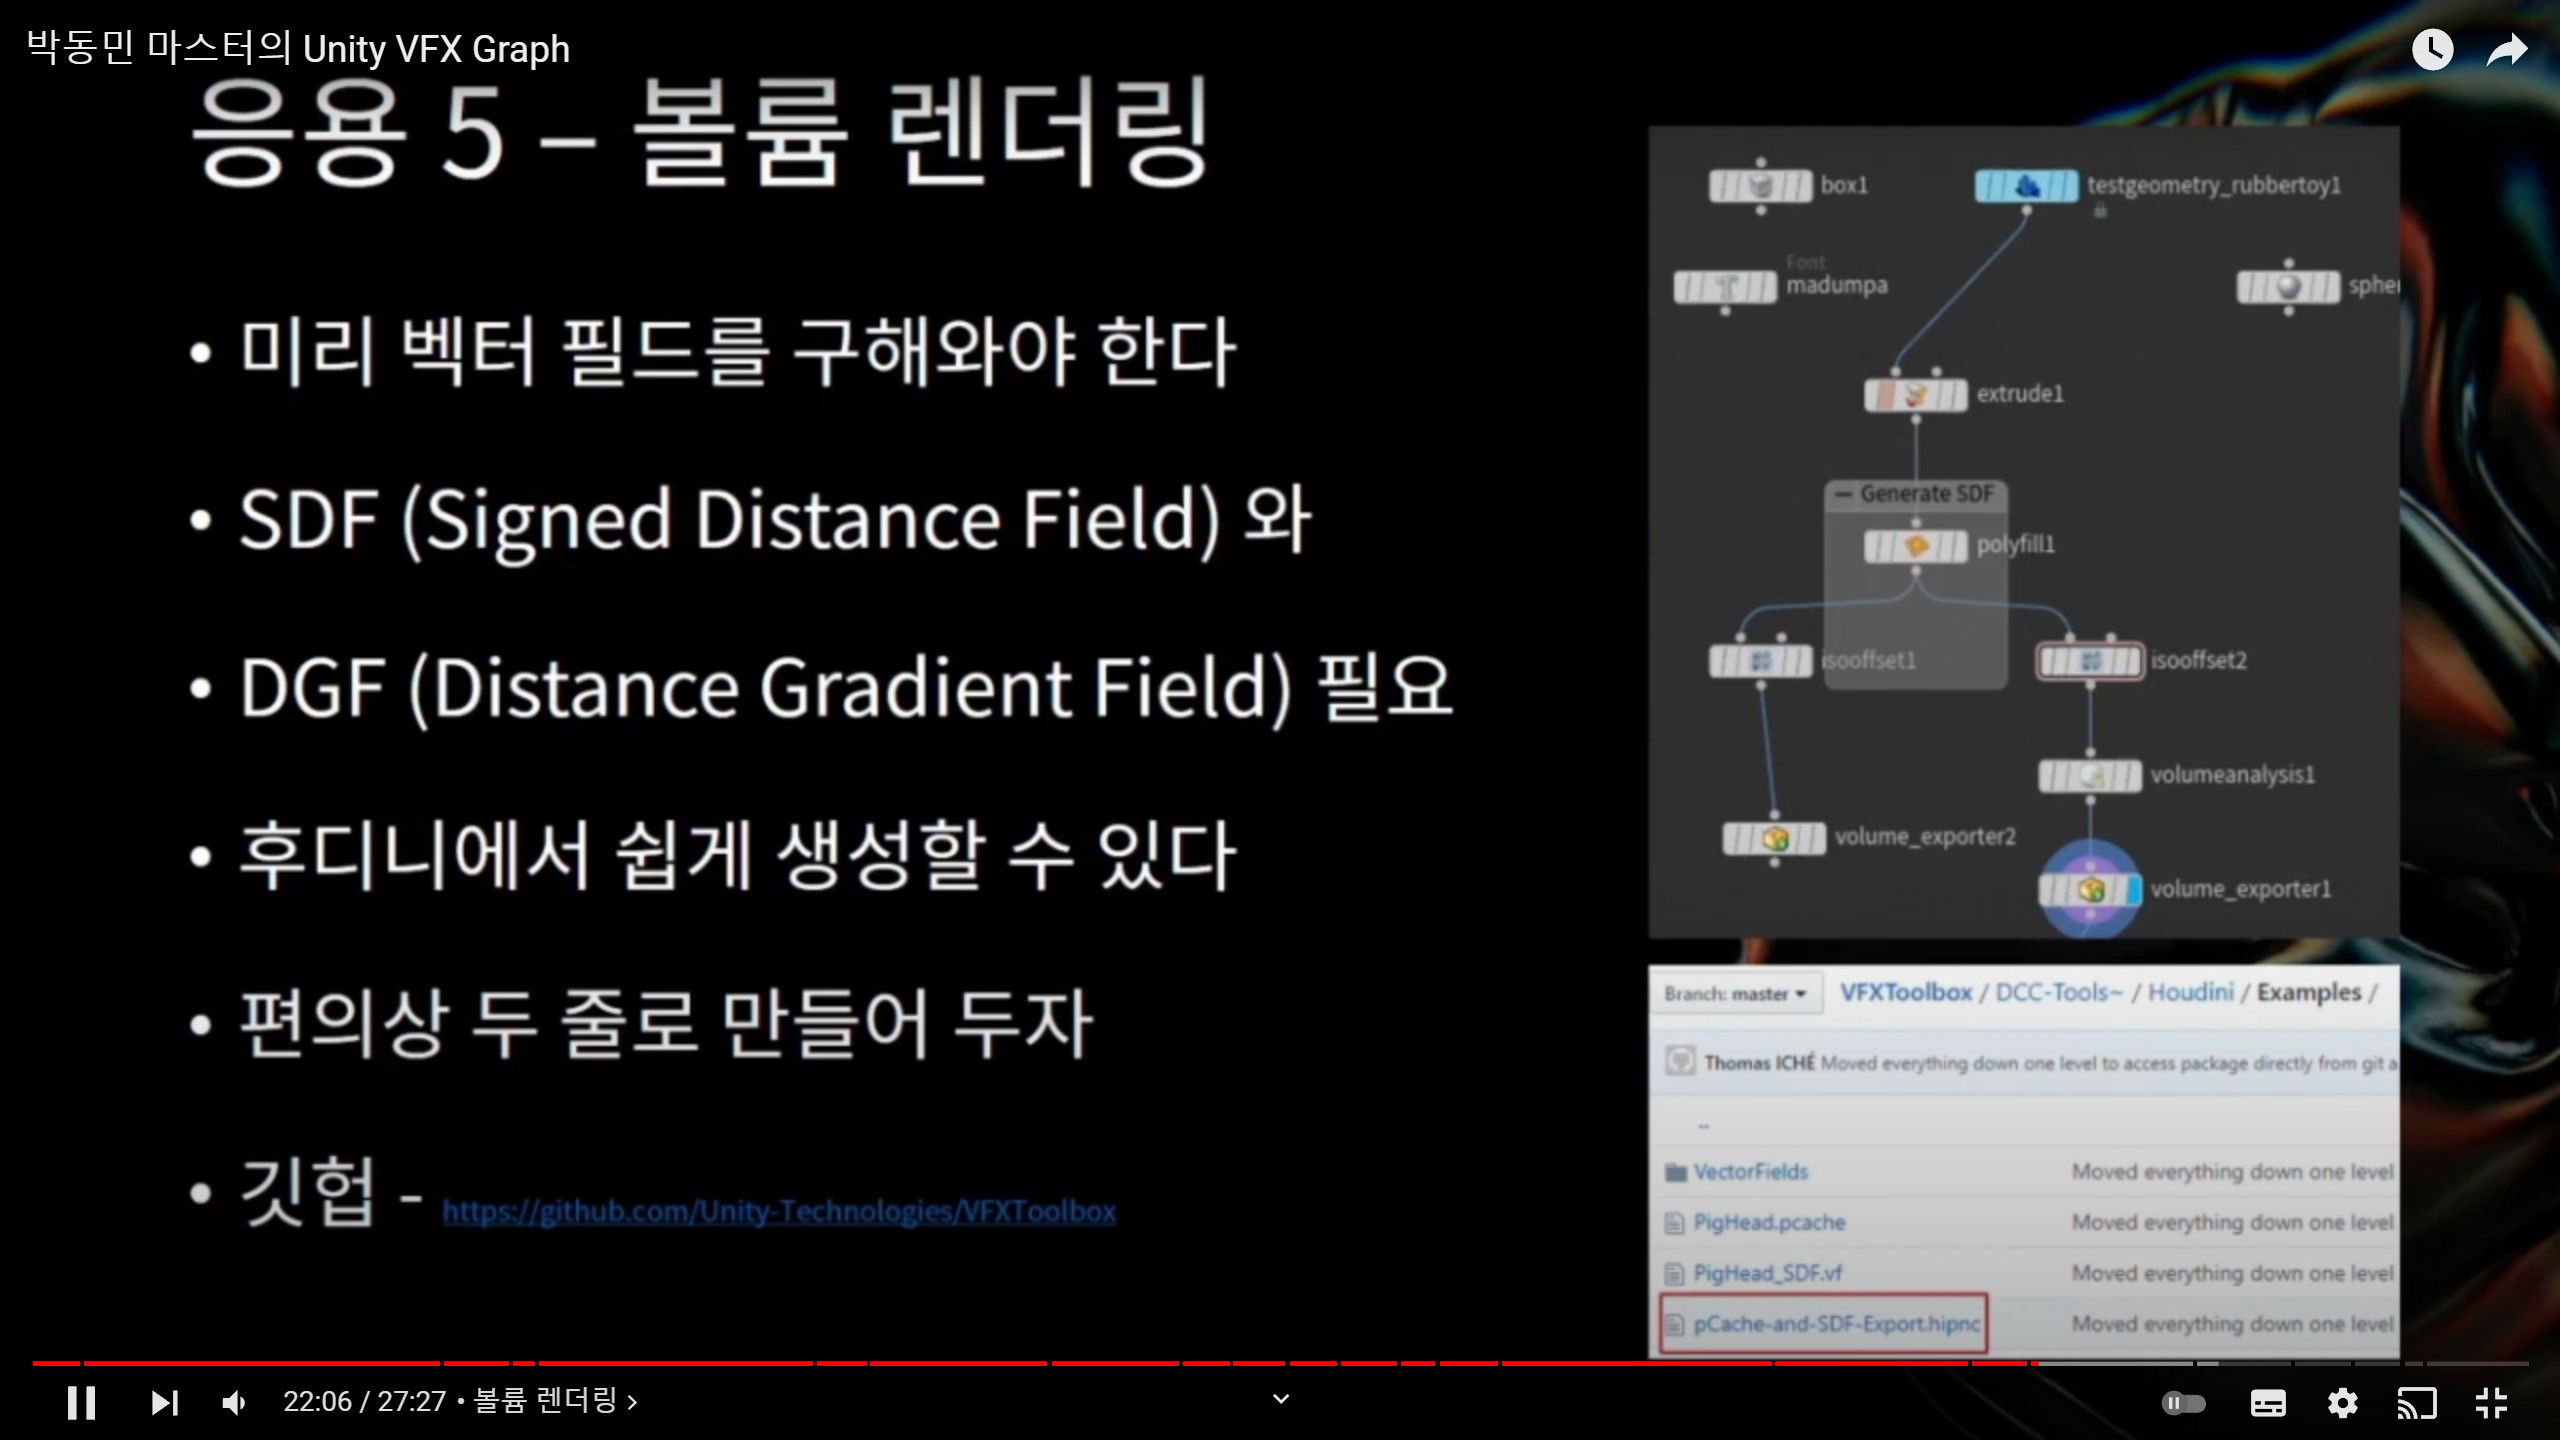 박동민 마스터의 Unity VFX Graph
응용 5 – 볼륨 렌더링
• 미리 벡터 필드를 구해와야 한다
• SDF (Signed Distance Field) 와
• DGF (Distance Gradient Field) 필요
• 후디니에서 쉽게 생성할 수 있다
• 편의상 두 줄로 만들어 두자
• 깃헙 - https://github.com/Unity-Technologies/VFXToolbox
box1
testgeometry_rubbertoy1
Font
madumpa
spher
extrude1
Generate SDF
polyfill1
isooffset1
isooffset2
volumeanalysis1
volume_exporter2
volume_exporter1
Branch: master
VFXToolbox / DCC-Tools~ / Houdini / Examples /
Thomas ICHÉ Moved everything down one level to access package directly from git a
..
VectorFields Moved everything down one level
PigHead.pcache Moved everything down one level
PigHead_SDF.vf Moved everything down one level
pCache-and-SDF-Export.hipnc Moved everything down one level
22:06 / 27:27 • 볼륨 렌더링 >